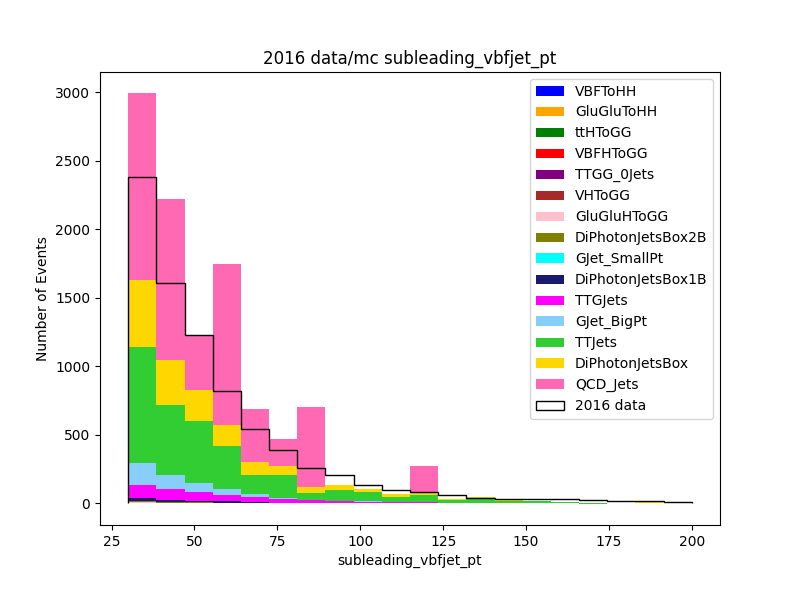 2016 data/mc subleading_vbfjet_pt
3000
2500
2000
1500
1000
500
0
Number of Events
25
50
75
100
125
150
175
200
subleading_vbfjet_pt
VBFToHH
GluGluToHH
ttHToGG
VBFHToGG
TTGG_0Jets
VHToGG
GluGluHToGG
DiPhotonJetsBox2B
GJet_SmallPt
DiPhotonJetsBox1B
TTGJets
GJet_BigPt
TTJets
DiPhotonJetsBox
QCD_Jets
2016 data